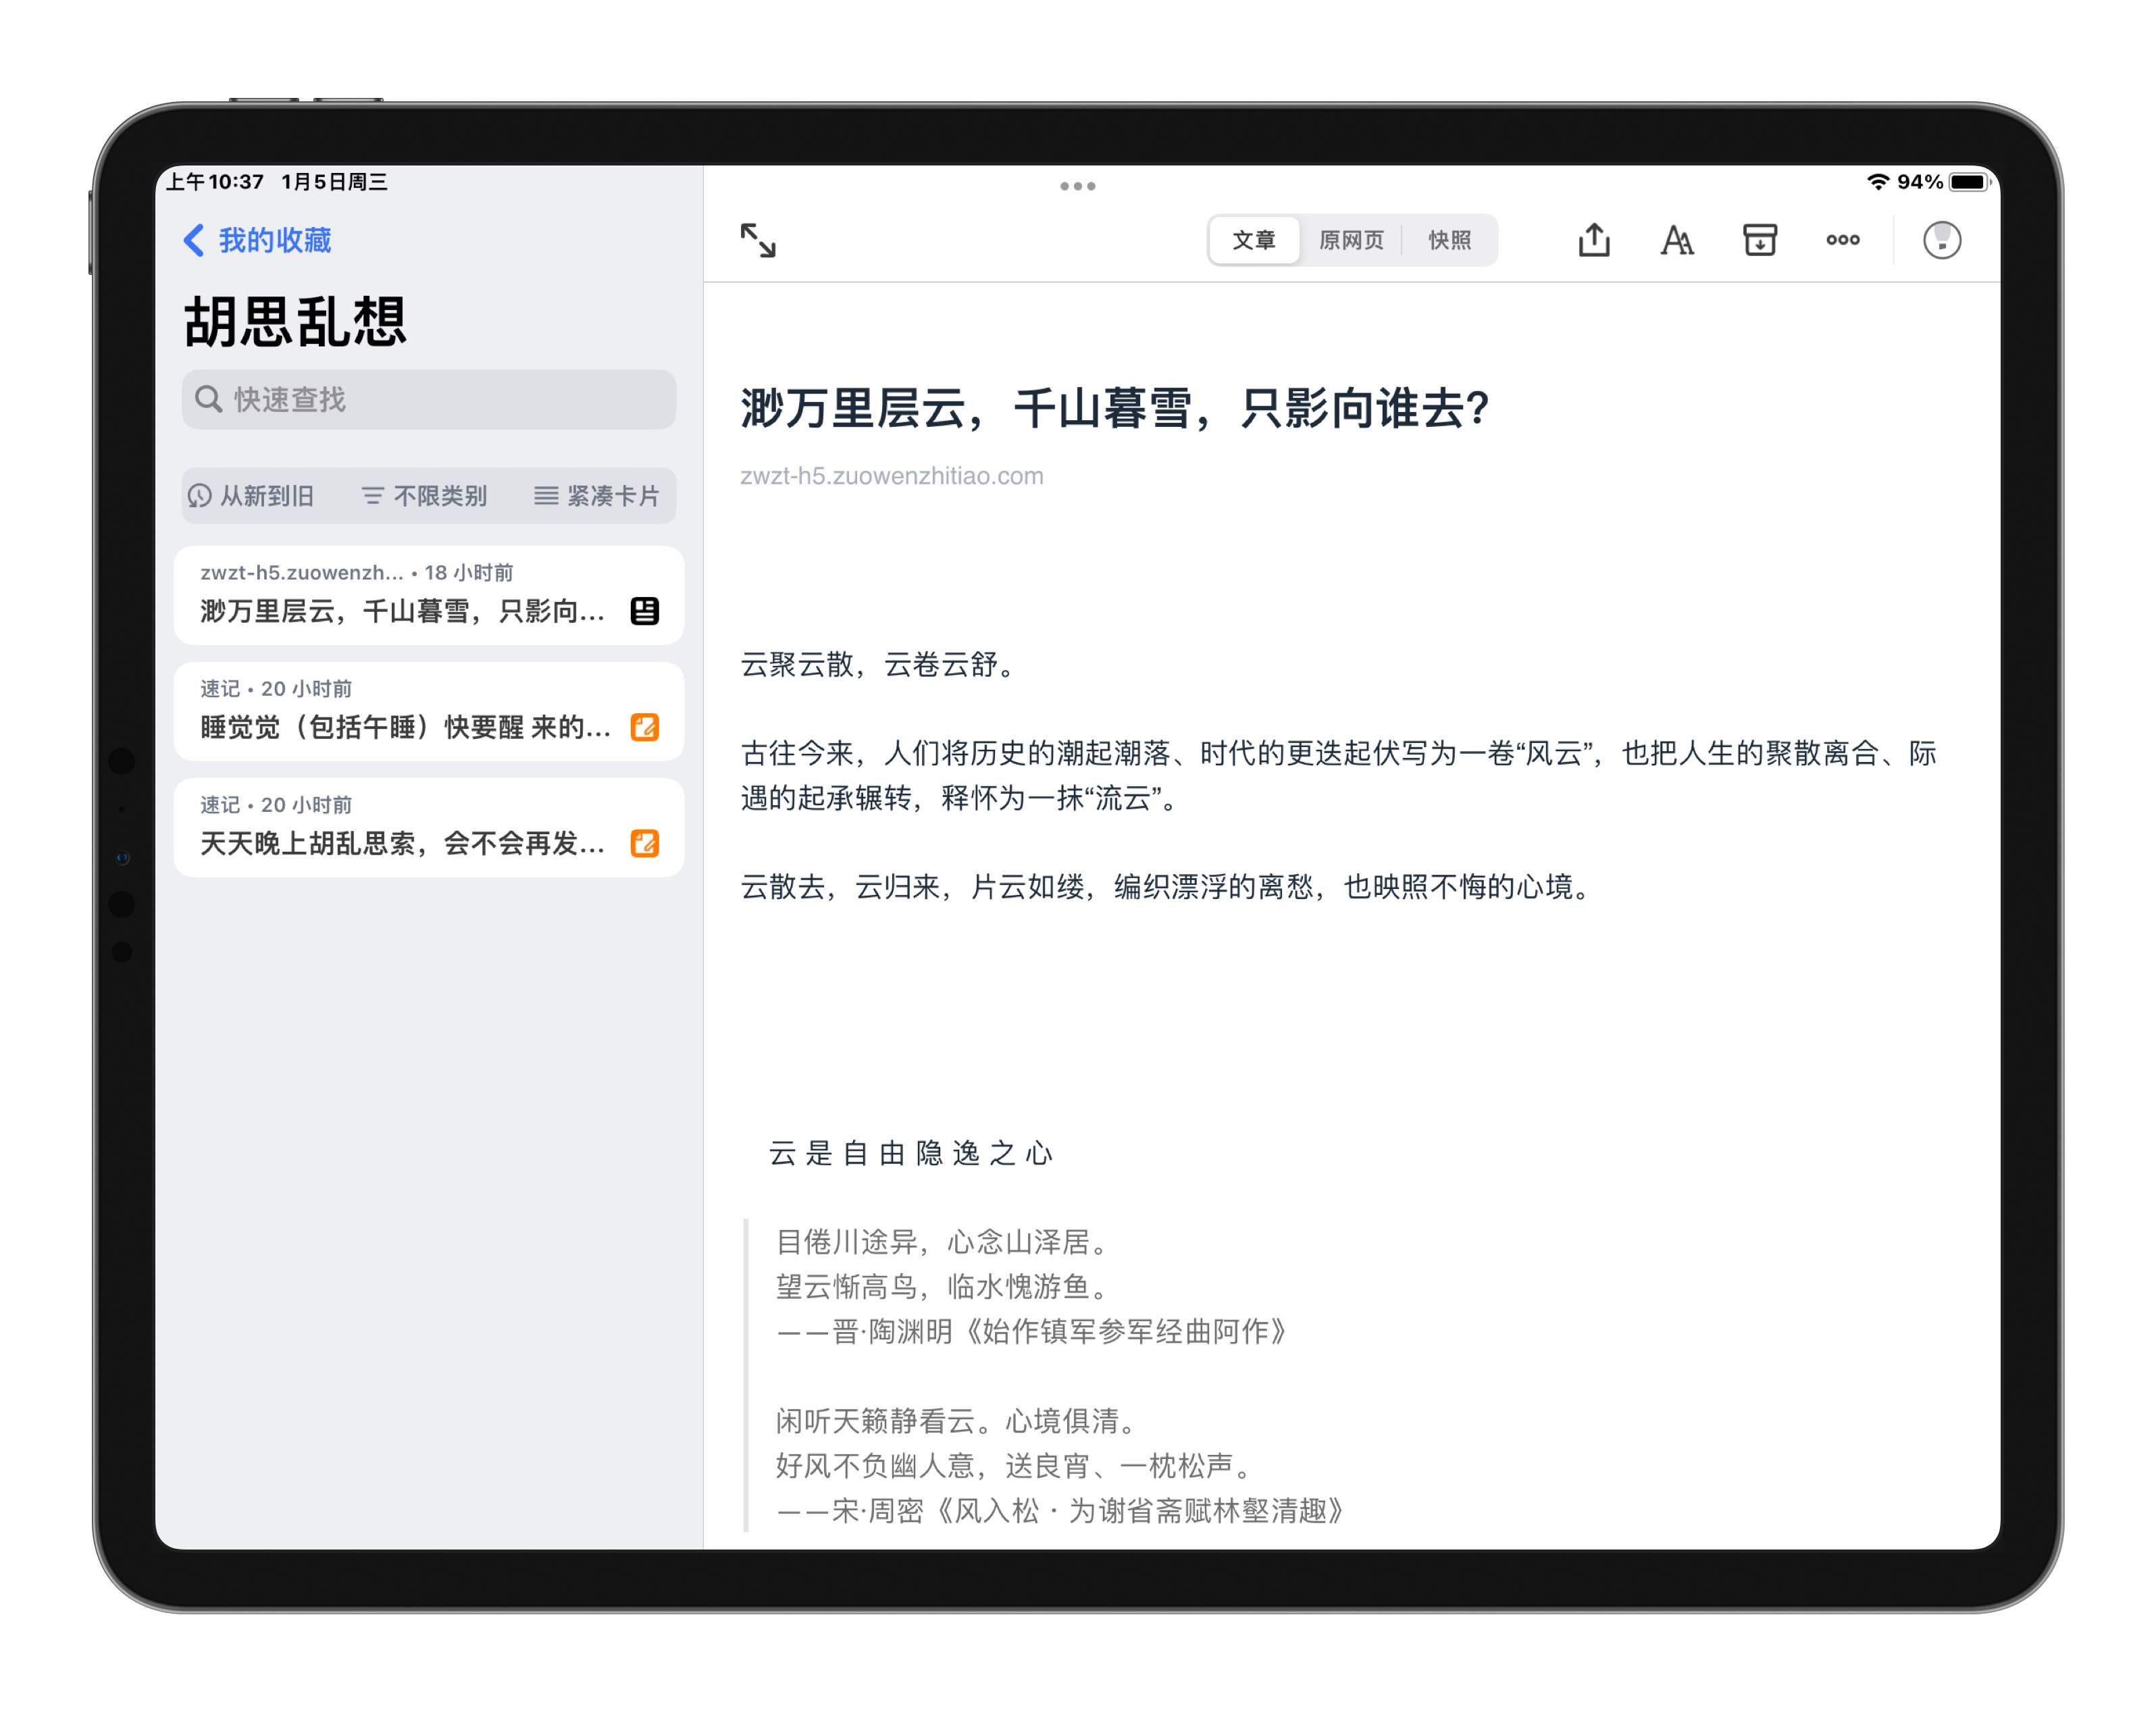 上午10:37 1月5日周三
94%
我的收藏
胡思乱想
快速查找
从新到旧 不限类别 紧凑卡片
zwzt-h5.zuowenzh... • 18 小时前
渺万里层云，千山暮雪，只影向...
速记 • 20 小时前
睡觉觉（包括午睡）快要醒 来的...
速记 • 20 小时前
天天晚上胡乱思索，会不会再发...
文章 原网页 快照
渺万里层云，千山暮雪，只影向谁去?
zwzt-h5.zuowenzhitiao.com
云聚云散，云卷云舒。
古往今来，人们将历史的潮起潮落、时代的更迭起伏写为一卷“风云”，也把人生的聚散离合、际
遇的起承辗转，释怀为一抹“流云”。
云散去，云归来，片云如缕，编织漂浮的离愁，也映照不悔的心境。
云 是 自 由 隐 逸 之 心
目倦川途异，心念山泽居。
望云惭高鸟，临水愧游鱼。
——晋·陶渊明《始作镇军参军经曲阿作》
闲听天籁静看云。心境俱清。
好风不负幽人意，送良宵、一枕松声。
——宋·周密《风入松 · 为谢省斋赋林壑清趣》